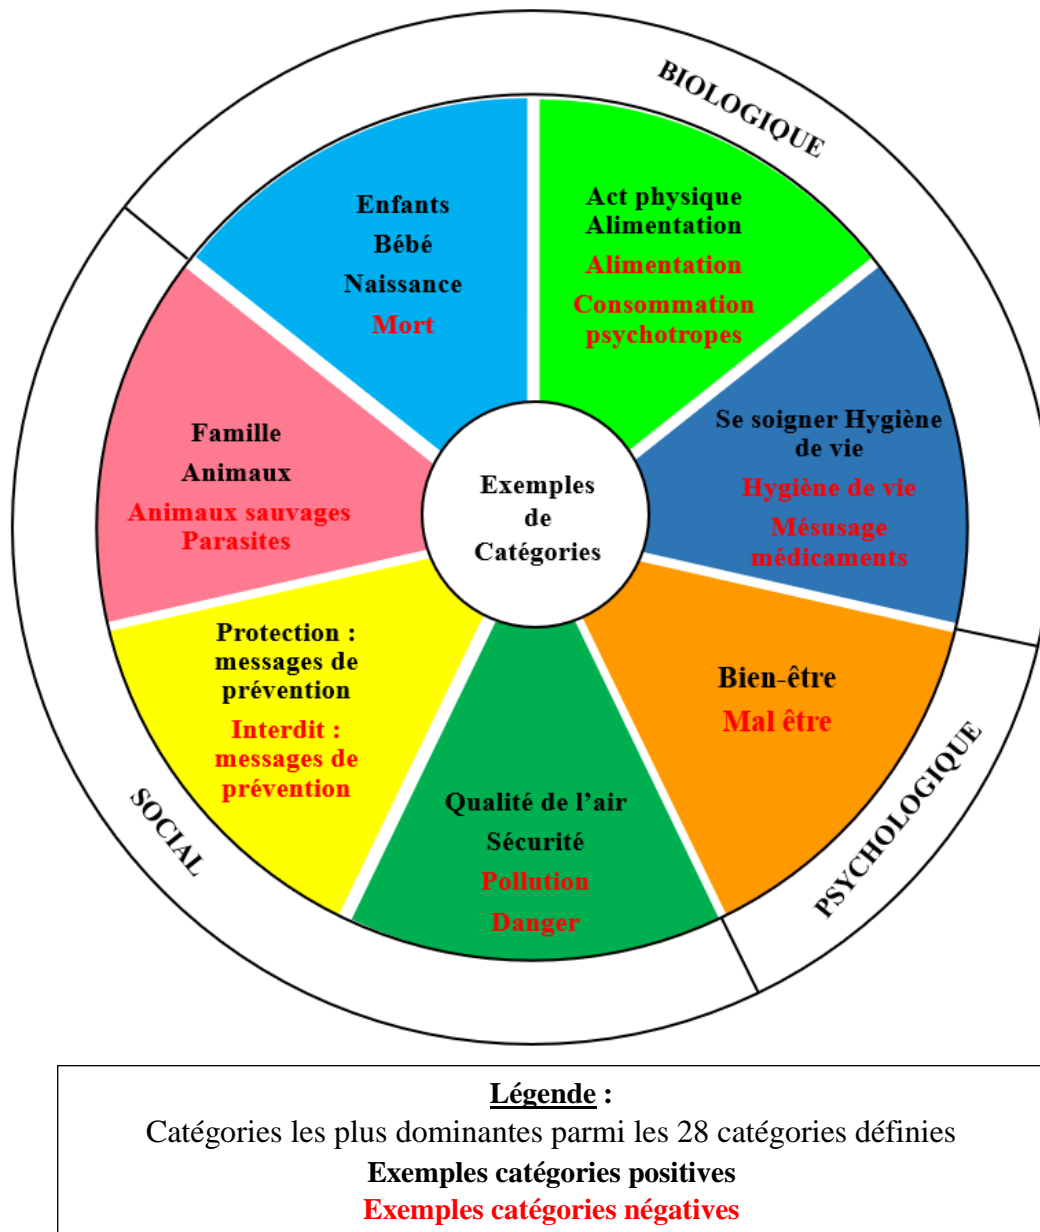 BIOLOGIQUE
Enfants
Bébé
Naissance
Mort
Act physique
Alimentation
Alimentation
Consommation
psychotropes
Se soigner Hygiène
de vie
Hygiène de vie
Mésusage
médicaments
Famille
Animaux
Animaux sauvages
Parasites
Exemples
de
Catégories
Protection :
messages de
prévention
Interdit :
messages de
prévention
Bien-être
Mal être
Qualité de l’air
Sécurité
Pollution
Danger
SOCIAL
PSYCHOLOGIQUE
Légende :
Catégories les plus dominantes parmi les 28 catégories définies
Exemples catégories positives
Exemples catégories négatives